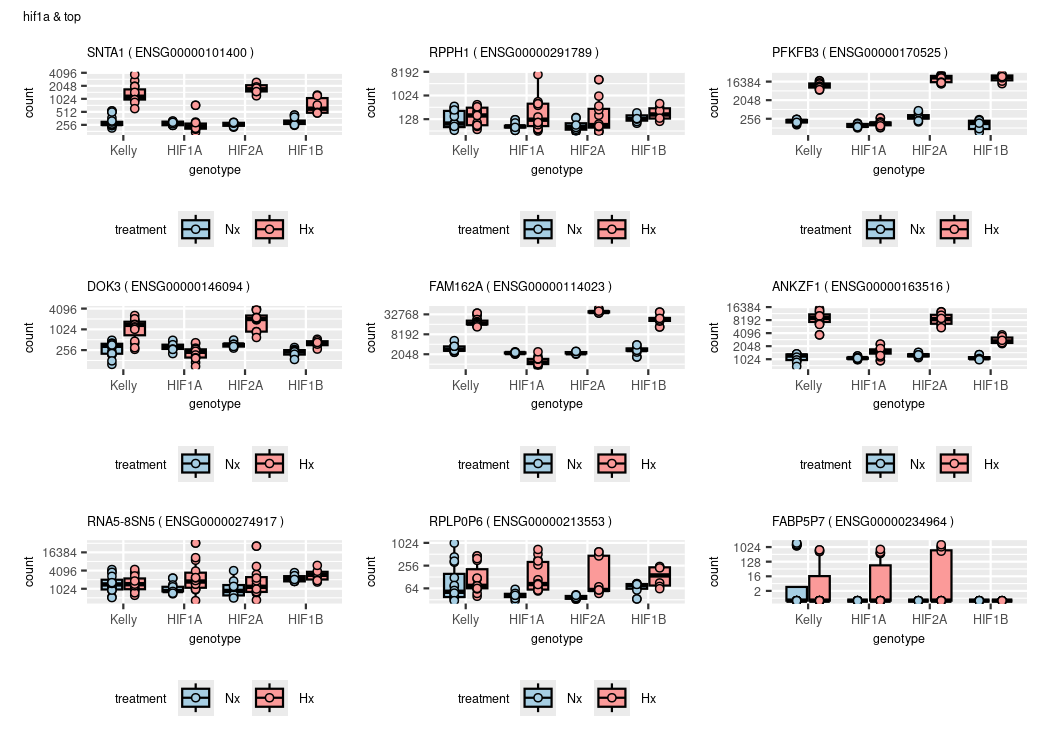 hif1a & top
SNTA1 ( ENSG00000101400 )
4096
2048
1024
512
256
count
Kelly HIF1A HIF2A HIF1B
genotype
treatment Nx Hx
RPPH1 ( ENSG00000291789 )
8192
1024
128
count
Kelly HIF1A HIF2A HIF1B
genotype
treatment Nx Hx
PFKFB3 ( ENSG00000170525 )
16384
2048
256
count
Kelly HIF1A HIF2A HIF1B
genotype
treatment Nx Hx
DOK3 ( ENSG00000146094 )
4096
1024
256
count
Kelly HIF1A HIF2A HIF1B
genotype
treatment Nx Hx
FAM162A ( ENSG00000114023 )
32768
8192
2048
count
Kelly HIF1A HIF2A HIF1B
genotype
treatment Nx Hx
ANKZF1 ( ENSG00000163516 )
16384
8192
4096
2048
1024
count
Kelly HIF1A HIF2A HIF1B
genotype
treatment Nx Hx
RNA5-8SN5 ( ENSG00000274917 )
16384
4096
1024
count
Kelly HIF1A HIF2A HIF1B
genotype
treatment Nx Hx
RPLP0P6 ( ENSG00000213553 )
1024
256
64
count
Kelly HIF1A HIF2A HIF1B
genotype
treatment Nx Hx
FABP5P7 ( ENSG00000234964 )
1024
128
16
2
count
Kelly HIF1A HIF2A HIF1B
genotype